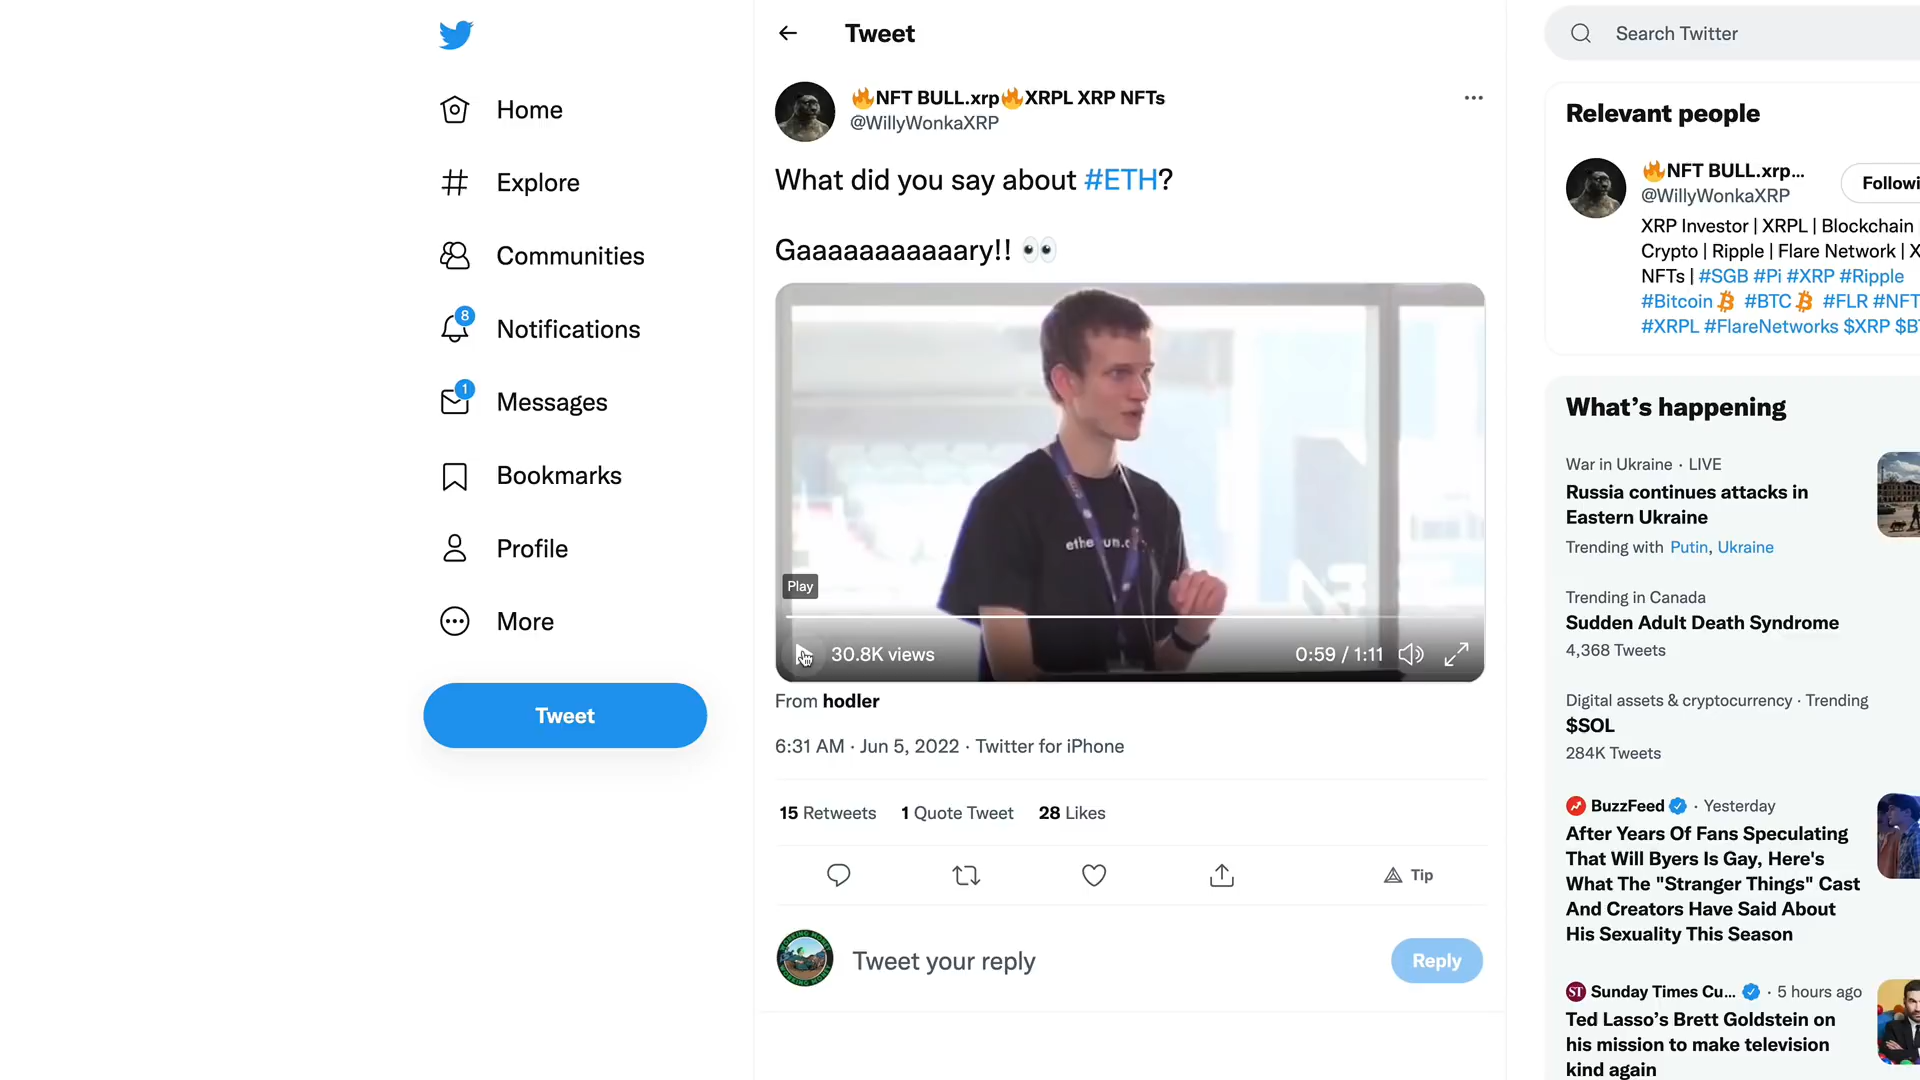 Home
Explore
Communities
8
Notifications
1
Messages
Bookmarks
Profile
More
Tweet
Tweet
🔥NFT BULL.xrp🔥XRPL XRP NFTs
@WillyWonkaXRP
What did you say about #ETH?
Gaaaaaaaaaaary!! 👀
Play
30.8K views
0:59 / 1:11
From hodler
6:31 AM · Jun 5, 2022 · Twitter for iPhone
15 Retweets 1 Quote Tweet 28 Likes
Tip
Tweet your reply
Reply
Search Twitter
Relevant people
🔥NFT BULL.xrp...
@WillyWonkaXRP
Followi
XRP Investor | XRPL | Blockchain
Crypto | Ripple | Flare Network | X
NFTs | #SGB #Pi #XRP #Ripple
#Bitcoin #BTC #FLR #NFT
#XRPL #FlareNetworks $XRP $B
What's happening
War in Ukraine · LIVE
Russia continues attacks in
Eastern Ukraine
Trending with Putin, Ukraine
Trending in Canada
Sudden Adult Death Syndrome
4,368 Tweets
Digital assets & cryptocurrency · Trending
$SOL
284K Tweets
BuzzFeed · Yesterday
After Years Of Fans Speculating
That Will Byers Is Gay, Here's
What The "Stranger Things" Cast
And Creators Have Said About
His Sexuality This Season
ST Sunday Times Cu... · 5 hours ago
Ted Lasso's Brett Goldstein on
his mission to make television
kind again